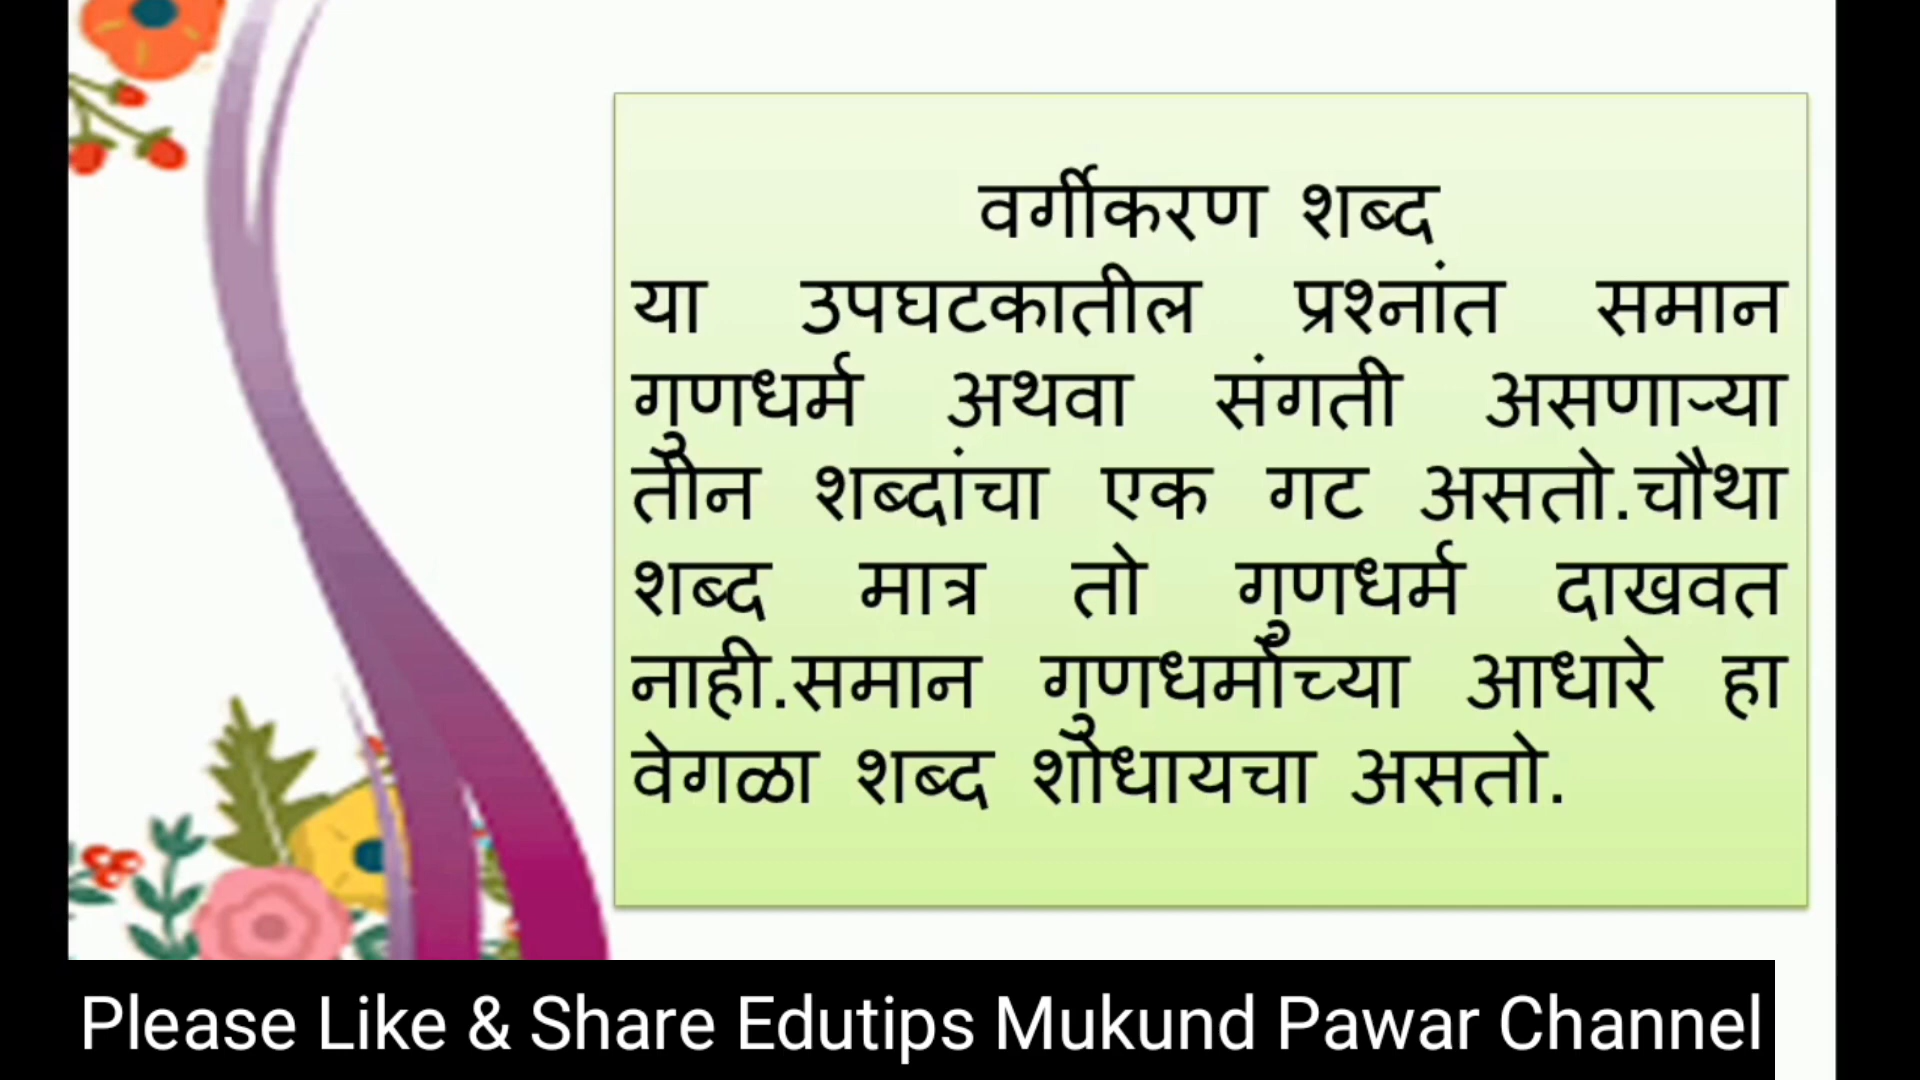 वर्गीकरण शब्द
या उपघटकातील प्रश्नांत समान
गुणधर्म अथवा संगती असणाऱ्या
तीन शब्दांचा एक गट असतो.चौथा
शब्द मात्र तो गुणधर्म दाखवत
नाही.समान गुणधर्माच्या आधारे हा
वेगळा शब्द शोधायचा असतो.
Please Like & Share Edutips Mukund Pawar Channel